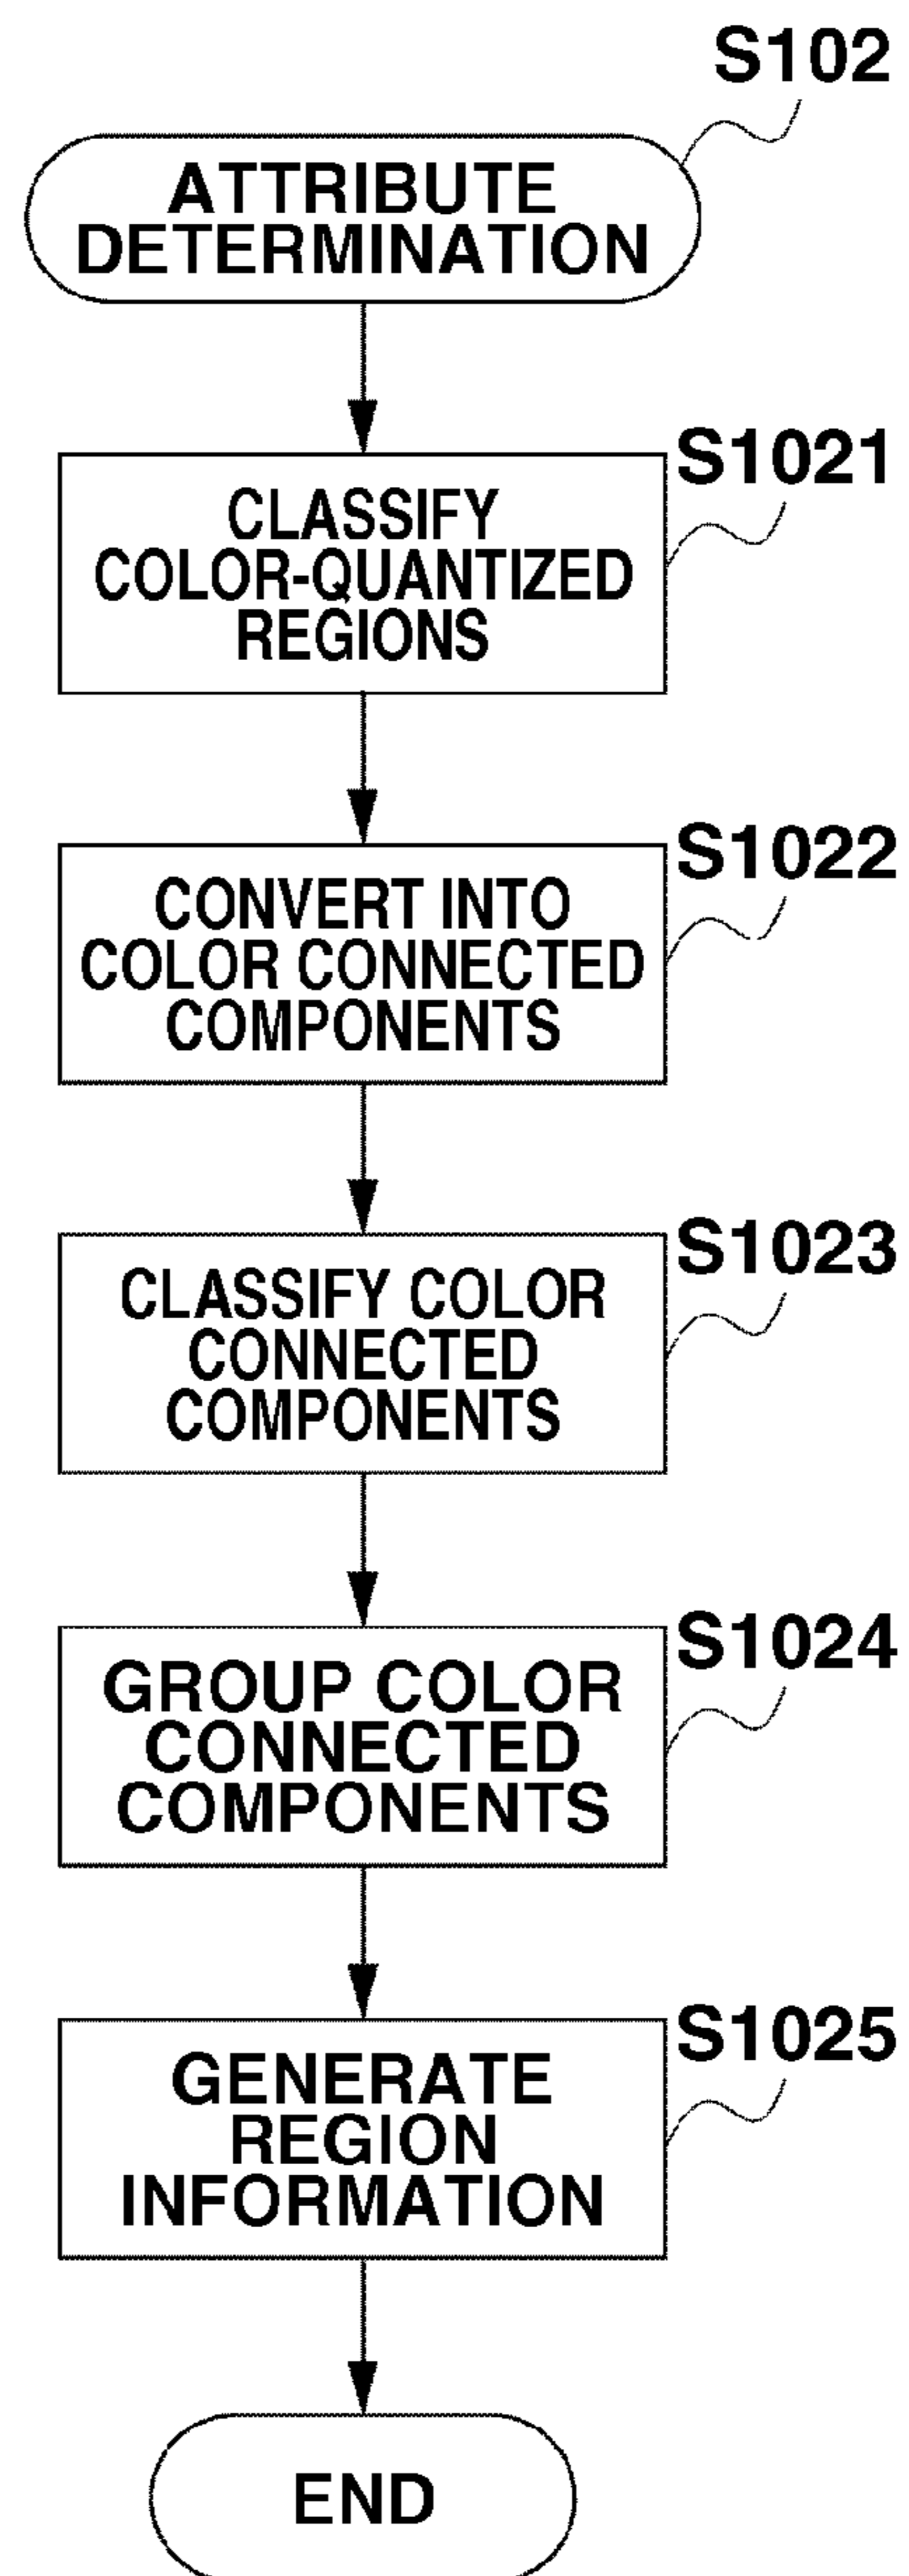 S102
ATTRIBUTE
DETERMINATION
S1021
CLASSIFY
COLOR-QUANTIZED
REGIONS
S1022
CONVERT INTO
COLOR CONNECTED
COMPONENTS
S1023
CLASSIFY COLOR
CONNECTED
COMPONENTS
S1024
GROUP COLOR
CONNECTED
COMPONENTS
S1025
GENERATE
REGION
INFORMATION
END